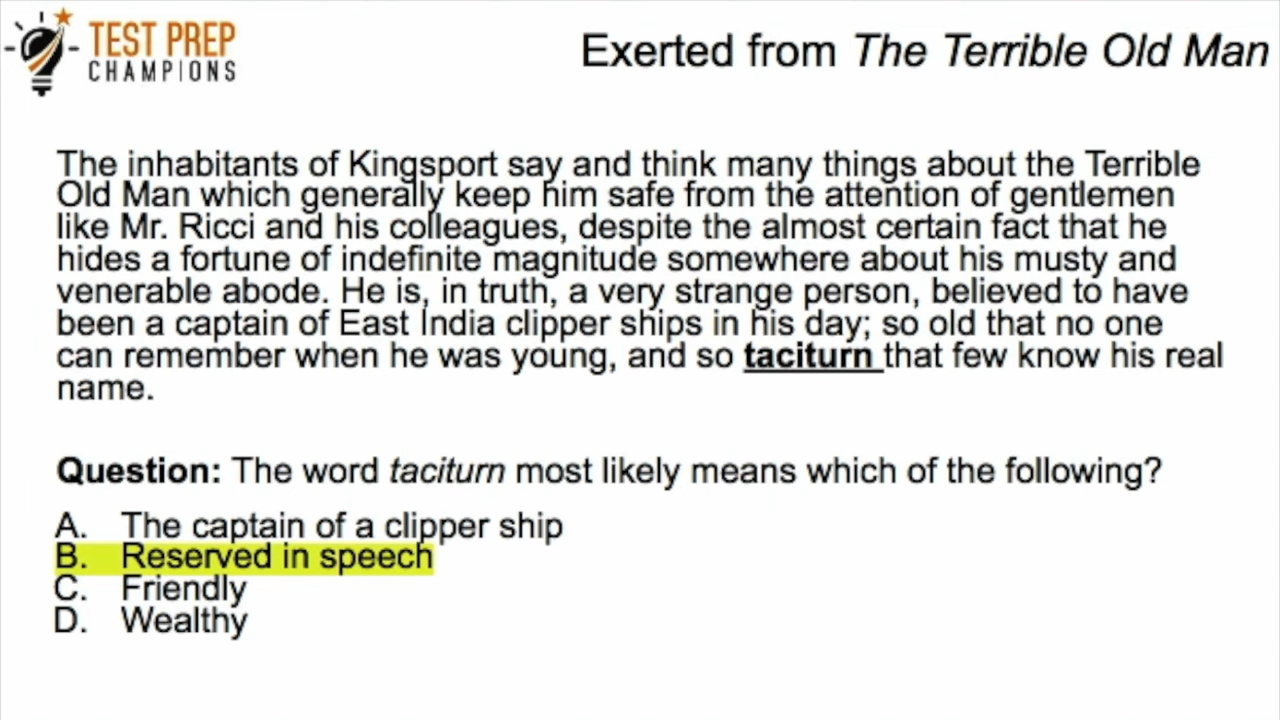 TEST PREP
CHAMPIONS
Exerted from The Terrible Old Man
The inhabitants of Kingsport say and think many things about the Terrible
Old Man which generally keep him safe from the attention of gentlemen
like Mr. Ricci and his colleagues, despite the almost certain fact that he
hides a fortune of indefinite magnitude somewhere about his musty and
venerable abode. He is, in truth, a very strange person, believed to have
been a captain of East India clipper ships in his day; so old that no one
can remember when he was young, and so taciturn that few know his real
name.
Question: The word taciturn most likely means which of the following?
A. The captain of a clipper ship
B. Reserved in speech
C. Friendly
D. Wealthy